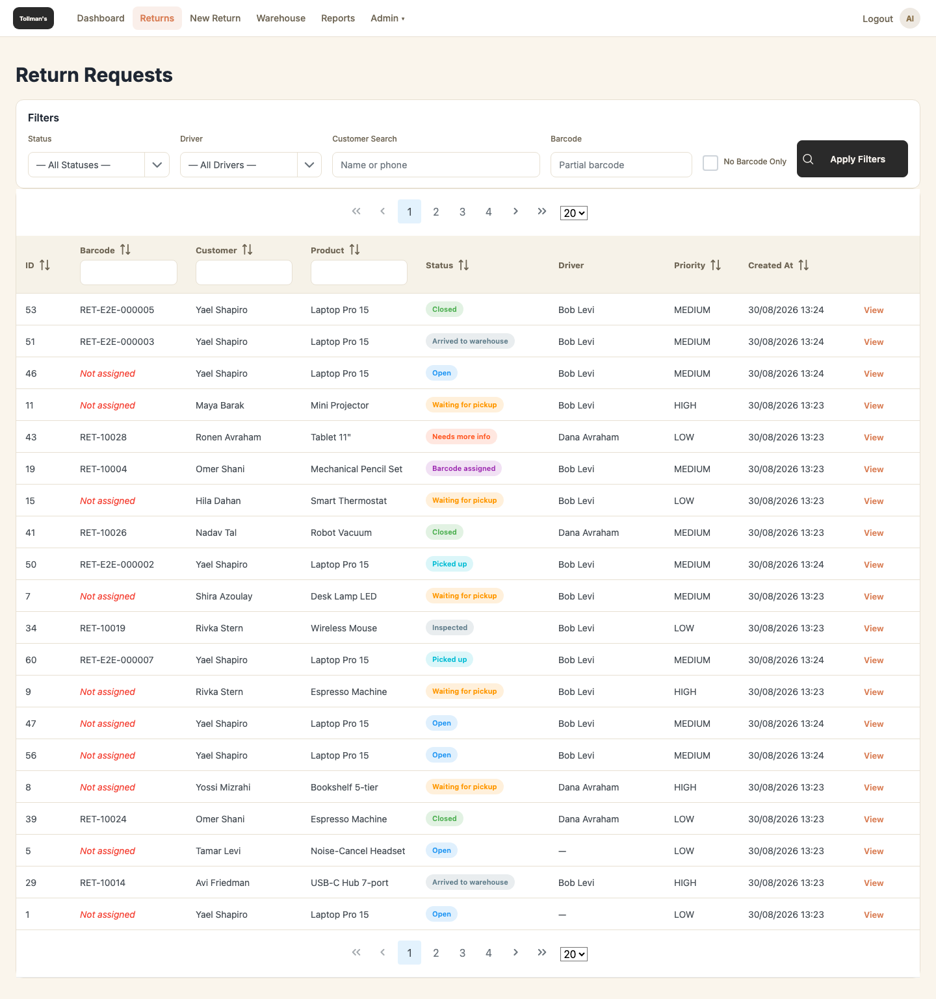 Tollman's Dashboard Returns New Return Warehouse Reports Admin ▾ Logout AI
Return Requests
Filters
Status Driver Customer Search Barcode
— All Statuses — — All Drivers — Name or phone Partial barcode No Barcode Only Apply Filters
1 2 3 4 20
ID Barcode Customer Product Status Driver Priority Created At
53 RET-E2E-000005 Yael Shapiro Laptop Pro 15 Closed Bob Levi MEDIUM 30/08/2026 13:24 View
51 RET-E2E-000003 Yael Shapiro Laptop Pro 15 Arrived to warehouse Bob Levi MEDIUM 30/08/2026 13:24 View
46 Not assigned Yael Shapiro Laptop Pro 15 Open Bob Levi MEDIUM 30/08/2026 13:24 View
11 Not assigned Maya Barak Mini Projector Waiting for pickup Bob Levi HIGH 30/08/2026 13:23 View
43 RET-10028 Ronen Avraham Tablet 11" Needs more info Dana Avraham LOW 30/08/2026 13:23 View
19 RET-10004 Omer Shani Mechanical Pencil Set Barcode assigned Bob Levi MEDIUM 30/08/2026 13:23 View
15 Not assigned Hila Dahan Smart Thermostat Waiting for pickup Bob Levi LOW 30/08/2026 13:23 View
41 RET-10026 Nadav Tal Robot Vacuum Closed Dana Avraham MEDIUM 30/08/2026 13:23 View
50 RET-E2E-000002 Yael Shapiro Laptop Pro 15 Picked up Bob Levi MEDIUM 30/08/2026 13:24 View
7 Not assigned Shira Azoulay Desk Lamp LED Waiting for pickup Bob Levi MEDIUM 30/08/2026 13:23 View
34 RET-10019 Rivka Stern Wireless Mouse Inspected Bob Levi LOW 30/08/2026 13:23 View
60 RET-E2E-000007 Yael Shapiro Laptop Pro 15 Picked up Bob Levi MEDIUM 30/08/2026 13:24 View
9 Not assigned Rivka Stern Espresso Machine Waiting for pickup Bob Levi HIGH 30/08/2026 13:23 View
47 Not assigned Yael Shapiro Laptop Pro 15 Open Bob Levi MEDIUM 30/08/2026 13:24 View
56 Not assigned Yael Shapiro Laptop Pro 15 Open Bob Levi MEDIUM 30/08/2026 13:24 View
8 Not assigned Yossi Mizrahi Bookshelf 5-tier Waiting for pickup Dana Avraham HIGH 30/08/2026 13:23 View
39 RET-10024 Omer Shani Espresso Machine Closed Dana Avraham LOW 30/08/2026 13:23 View
5 Not assigned Tamar Levi Noise-Cancel Headset Open — LOW 30/08/2026 13:23 View
29 RET-10014 Avi Friedman USB-C Hub 7-port Arrived to warehouse Bob Levi HIGH 30/08/2026 13:23 View
1 Not assigned Yael Shapiro Laptop Pro 15 Open — LOW 30/08/2026 13:23 View
1 2 3 4 20